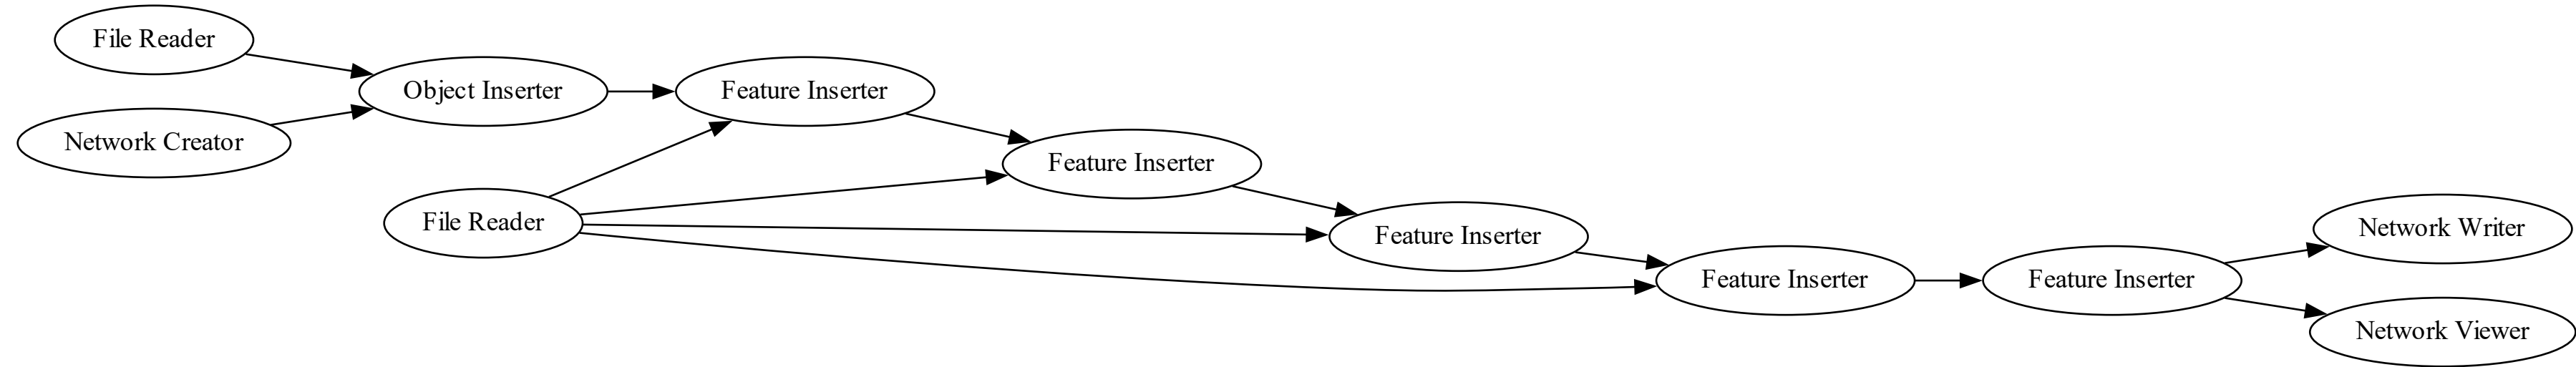 File Reader
Network Creator
Object Inserter
Feature Inserter
File Reader
Feature Inserter
Feature Inserter
Feature Inserter
Feature Inserter
Network Writer
Network Viewer